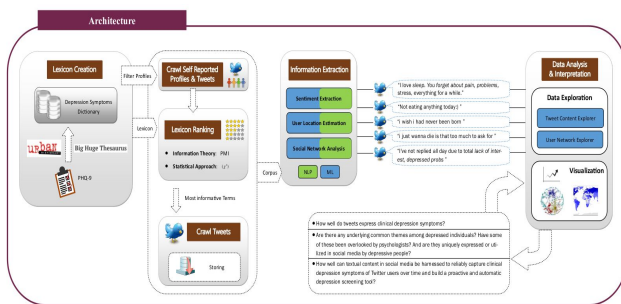 Architecture
Lexicon Creation
Depression Symptoms
Dictionary
urban
Big Huge Thesaurus
PHQ-9
Filter Profiles
Lexicon
Crawl Self Reported
Profiles & Tweets
Lexicon Ranking
• Information Theory: PMI
• Statistical Approach:
Most informative Terms
Crawl Tweets
Storing
Corpus
Information Extraction
Sentiment Extraction
User Location Estimation
Social Network Analysis
NLP
ML
"I love sleep. You forget about pain, problems,
stress, everything for a while."
"Not eating anything today:) "
"I wish i had never been born "
"I just wanna die is that too much to ask for "
"I've not replied all day due to total lack of inter-
est, depressed probs "
Data Analysis
& Interpretation
Data Exploration
Tweet Content Explorer
User Network Explorer
Visualization
• How well do tweets express clinical depression symptoms?
• Are there any underlying common themes among depressed individuals? Have some
of these been overlooked by psychologists? And are they uniquely expressed or uti-
lized in social media by depressive people?
• How well can textual content in social media be harnessed to reliably capture clinical
depression symptoms of Twitter users over time and build a proactive and automatic
depression screening tool?